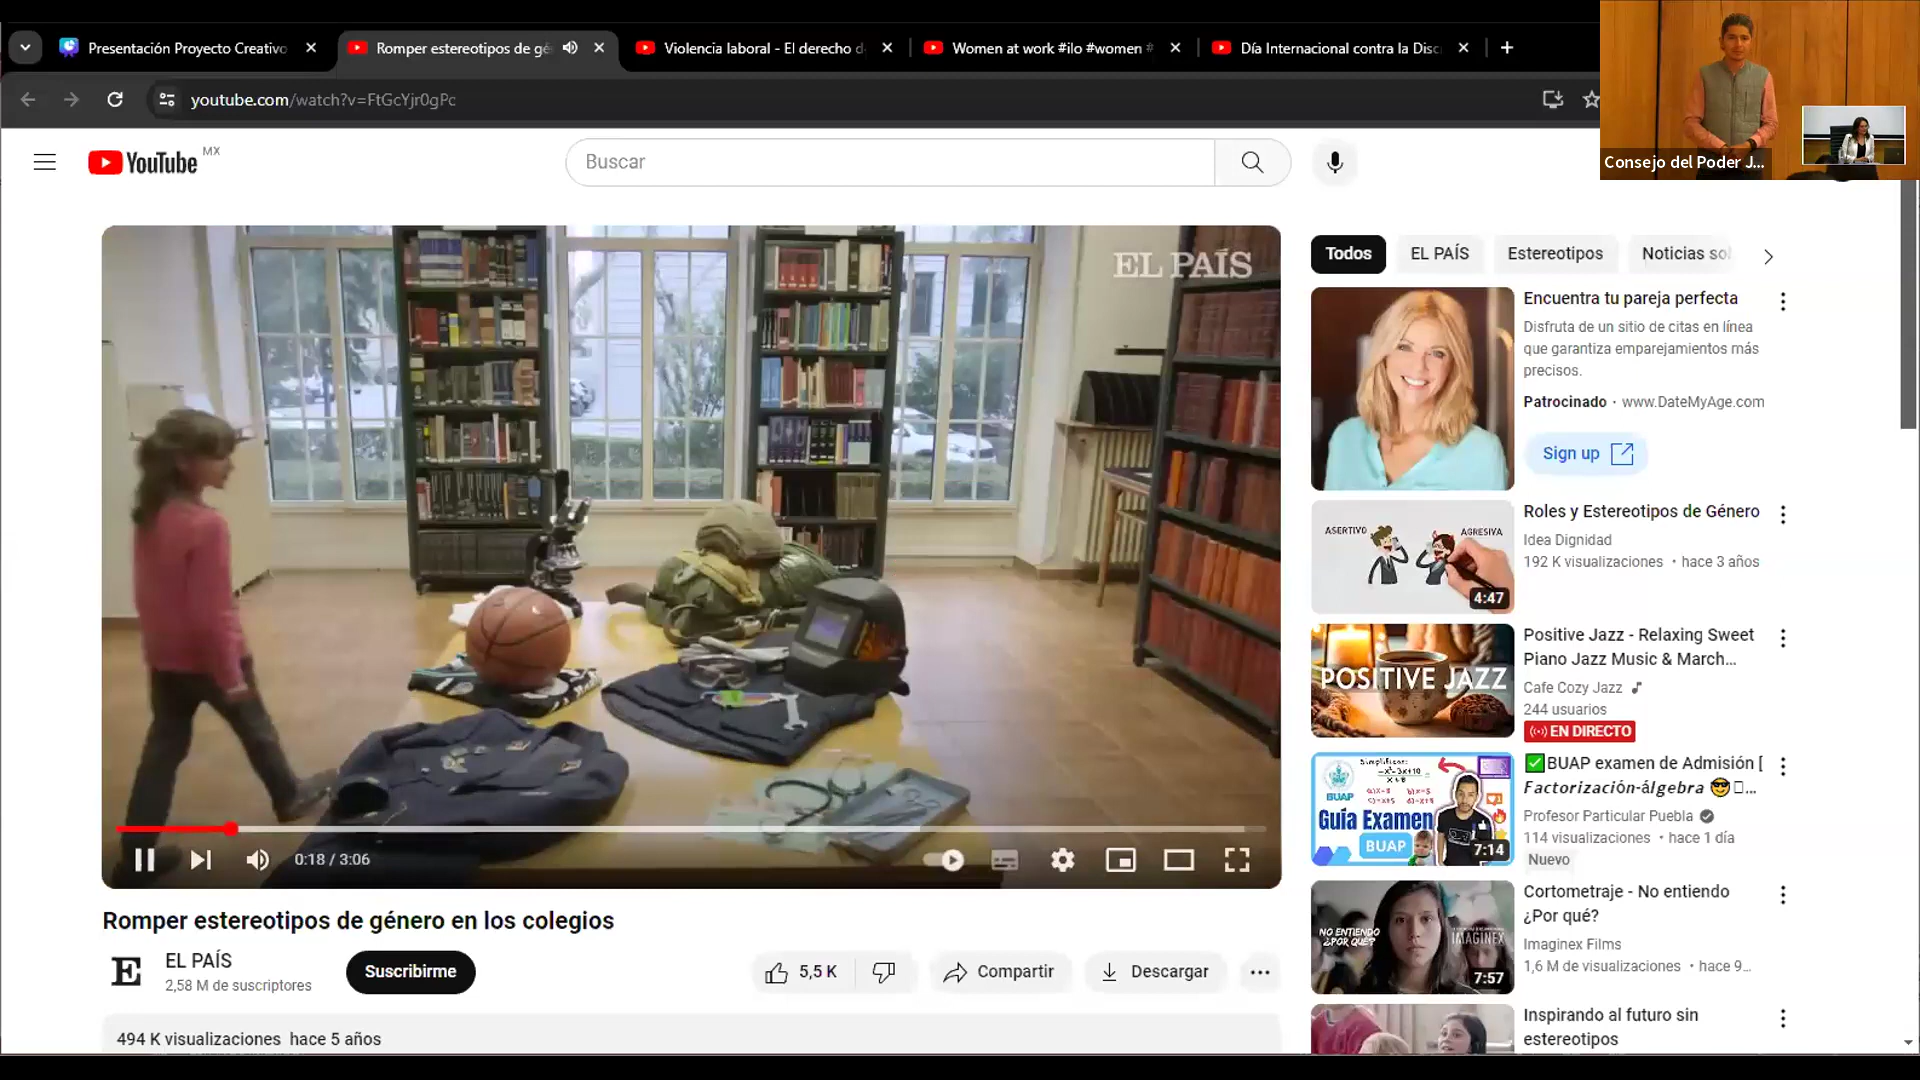 Presentación Proyecto Creativo
Romper estereotipos de gé
Violencia laboral - El derecho d
Women at work #ilo #women #
Día Internacional contra la Disc
youtube.com/watch?v=FtGcYjr0gPc
Consejo del Poder J...
YouTube MX
Buscar
EL PAÍS
0:18 / 3:06
Romper estereotipos de género en los colegios
E
EL PAÍS
2,58 M de suscriptores
Suscribirme
5,5 K
Compartir
Descargar
494 K visualizaciones hace 5 años
Todos
EL PAÍS
Estereotipos
Noticias sol
Encuentra tu pareja perfecta
Disfruta de un sitio de citas en línea
que garantiza emparejamientos más
precisos.
Patrocinado · www.DateMyAge.com
Sign up
ASERTIVO
AGRESIVA
4:47
Roles y Estereotipos de Género
Idea Dignidad
192 K visualizaciones • hace 3 años
POSITIVE JAZZ
Positive Jazz - Relaxing Sweet
Piano Jazz Music & March...
Cafe Cozy Jazz
244 usuarios
EN DIRECTO
Simplificar:
BUAP
Guía Examen
BUAP
7:14
✅BUAP examen de Admisión [
Factorización-álgebra 😎...
Profesor Particular Puebla
114 visualizaciones • hace 1 día
Nuevo
NO ENTIENDO
¿POR QUÉ?
IMAGINEX
7:57
Cortometraje - No entiendo
¿Por qué?
Imaginex Films
1,6 M de visualizaciones • hace 9...
Inspirando al futuro sin
estereotipos